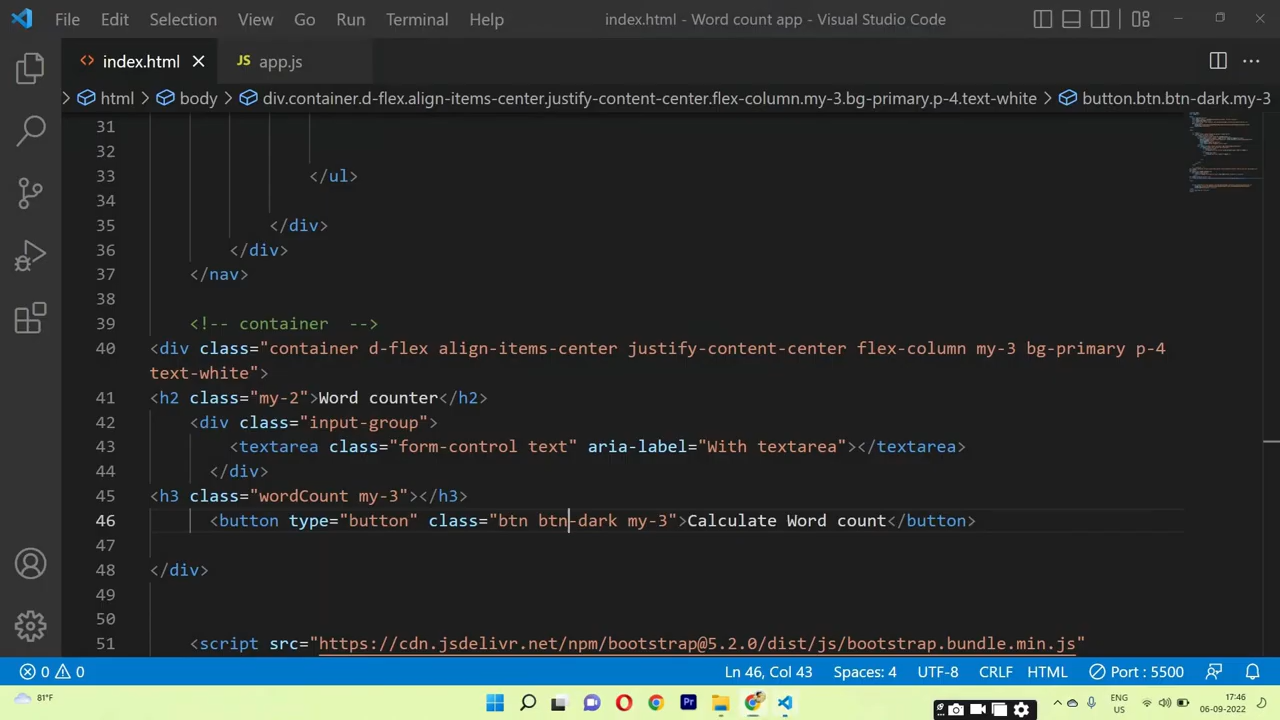 File Edit Selection View Go Run Terminal Help index.html - Word count app - Visual Studio Code
index.html JS app.js
html body div.container.d-flex.align-items-center.justify-content-center.flex-column.my-3.bg-primary.p-4.text-white button.btn.btn-dark.my-3
31
32
33 </ul>
34
35 </div>
36 </div>
37 </nav>
38
39 <!-- container -->
40 <div class="container d-flex align-items-center justify-content-center flex-column my-3 bg-primary p-4
text-white">
41 <h2 class="my-2">Word counter</h2>
42 <div class="input-group">
43 <textarea class="form-control text" aria-label="With textarea"></textarea>
44 </div>
45 <h3 class="wordCount my-3"></h3>
46 <button type="button" class="btn btn-dark my-3">Calculate Word count</button>
47
48 </div>
49
50
51 <script src="https://cdn.jsdelivr.net/npm/bootstrap@5.2.0/dist/js/bootstrap.bundle.min.js"
0 0 Ln 46, Col 43 Spaces: 4 UTF-8 CRLF HTML Port : 5500
81°F Pr ENG 17:46
US 06-09-2022